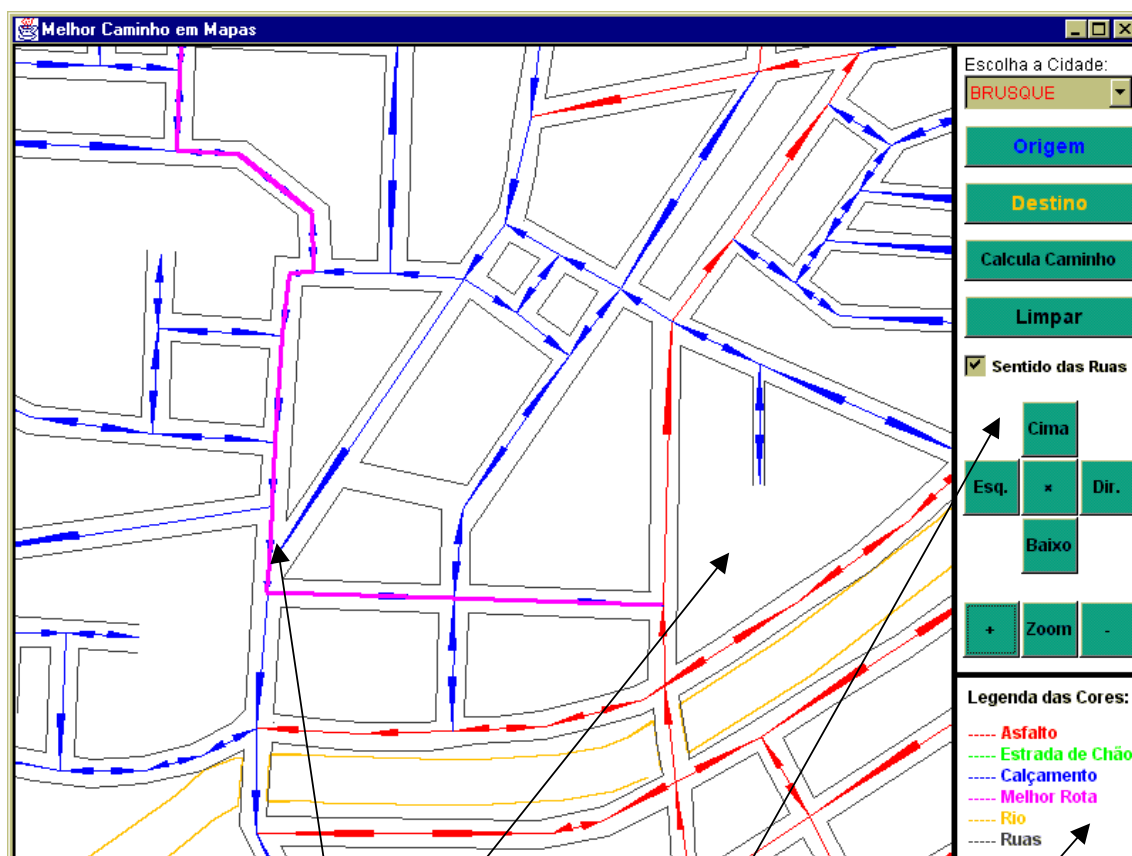 Melhor Caminho em Mapas
Escolha a Cidade:
BRUSQUE
Origem
Destino
Calcula Caminho
Limpar
Sentido das Ruas
Cima
Esq.
×
Dir.
Baixo
+
Zoom
-
Legenda das Cores:
----- Asfalto
----- Estrada de Chão
----- Calçamento
----- Melhor Rota
----- Rio
----- Ruas